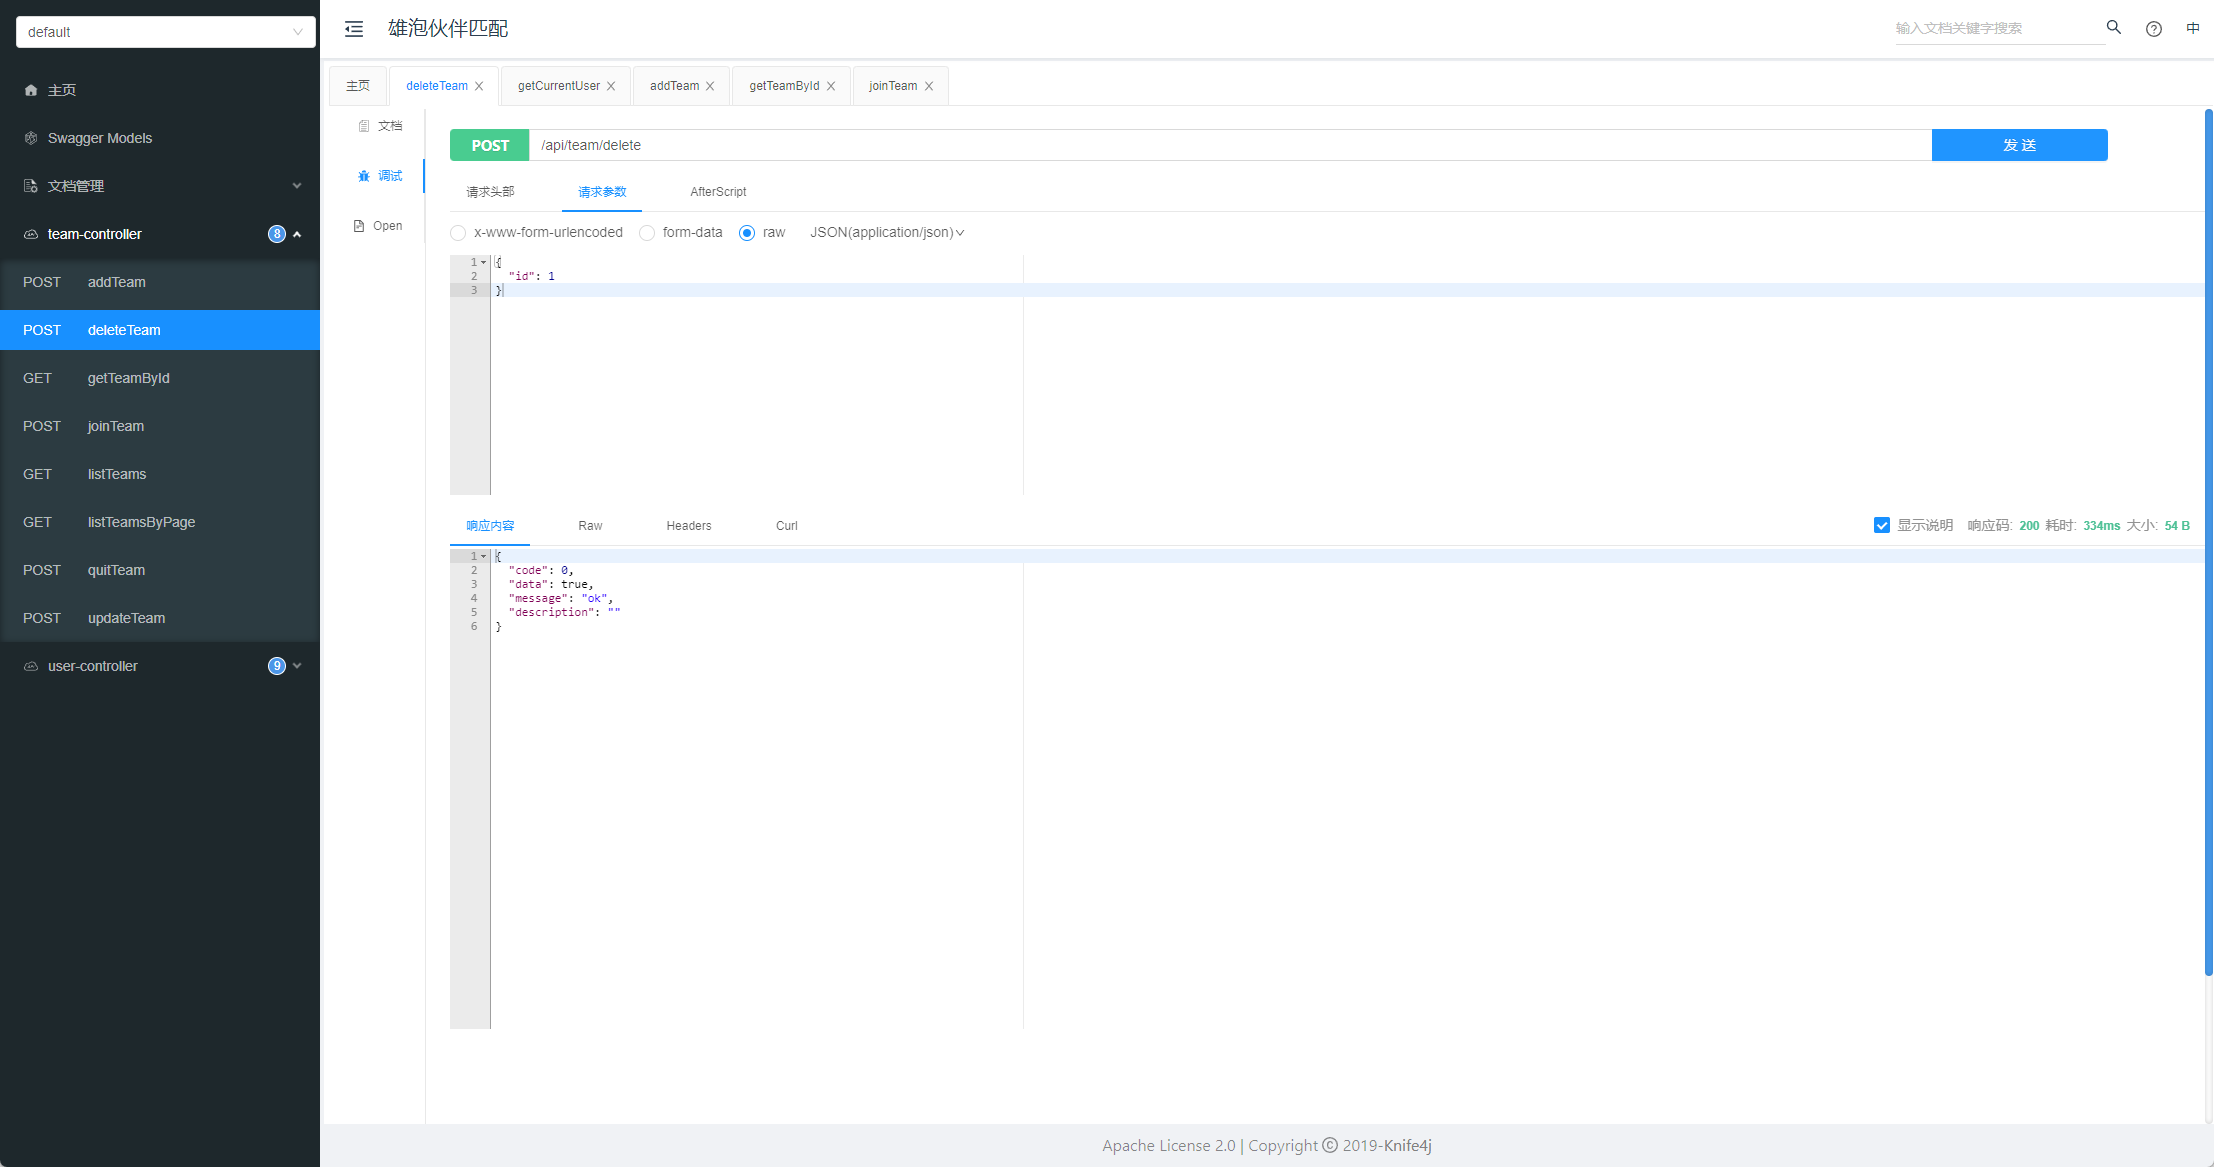 default
主页
Swagger Models
文档管理
team-controller 8
POST addTeam
POST deleteTeam
GET getTeamById
POST joinTeam
GET listTeams
GET listTeamsByPage
POST quitTeam
POST updateTeam
user-controller 9
雄泡伙伴匹配
输入文档关键字搜索
中
主页 deleteTeam getCurrentUser addTeam getTeamById joinTeam
文档
调试
Open
POST /api/team/delete 发 送
请求头部 请求参数 AfterScript
x-www-form-urlencoded form-data raw JSON(application/json)
1 {
2 "id": 1
3 }
响应内容 Raw Headers Curl
显示说明 响应码: 200 耗时: 334ms 大小: 54 B
1 {
2 "code": 0,
3 "data": true,
4 "message": "ok",
5 "description": ""
6 }
Apache License 2.0 | Copyright © 2019-Knife4j